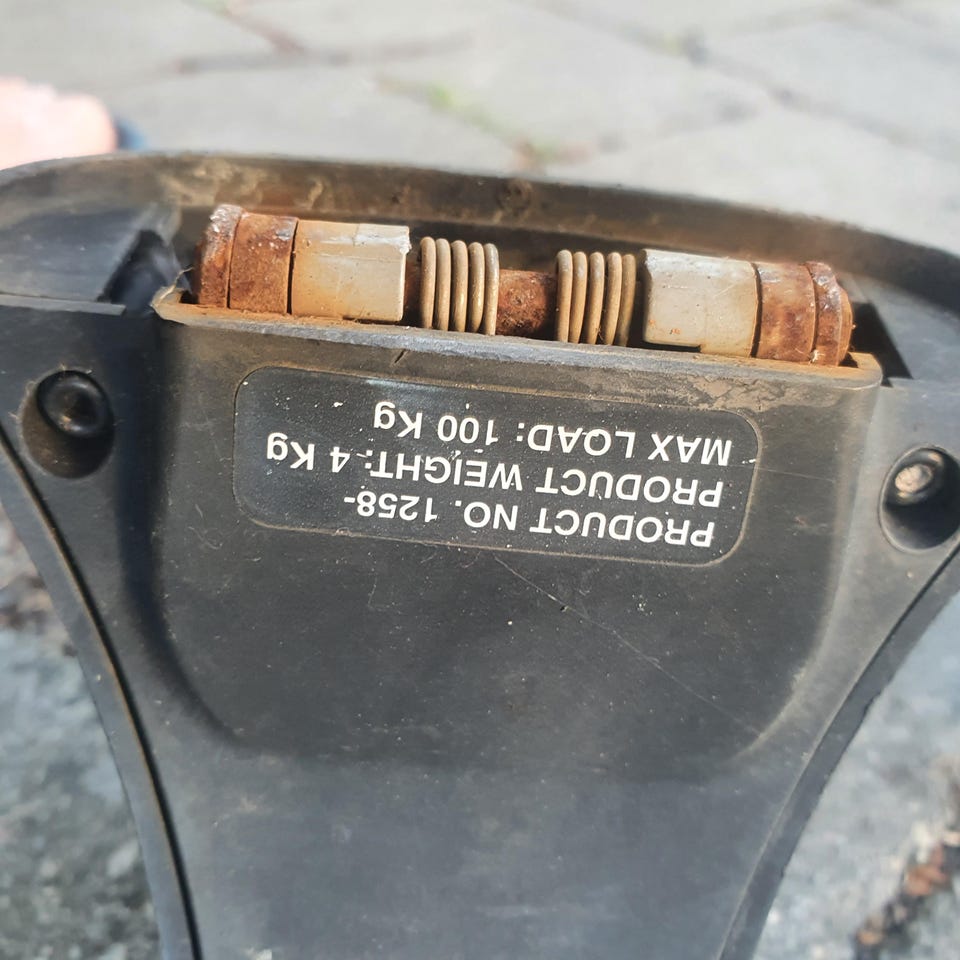 PRODUCT NO. 1258-
PRODUCT WEIGHT: 4 Kg
MAX LOAD: 100 Kg